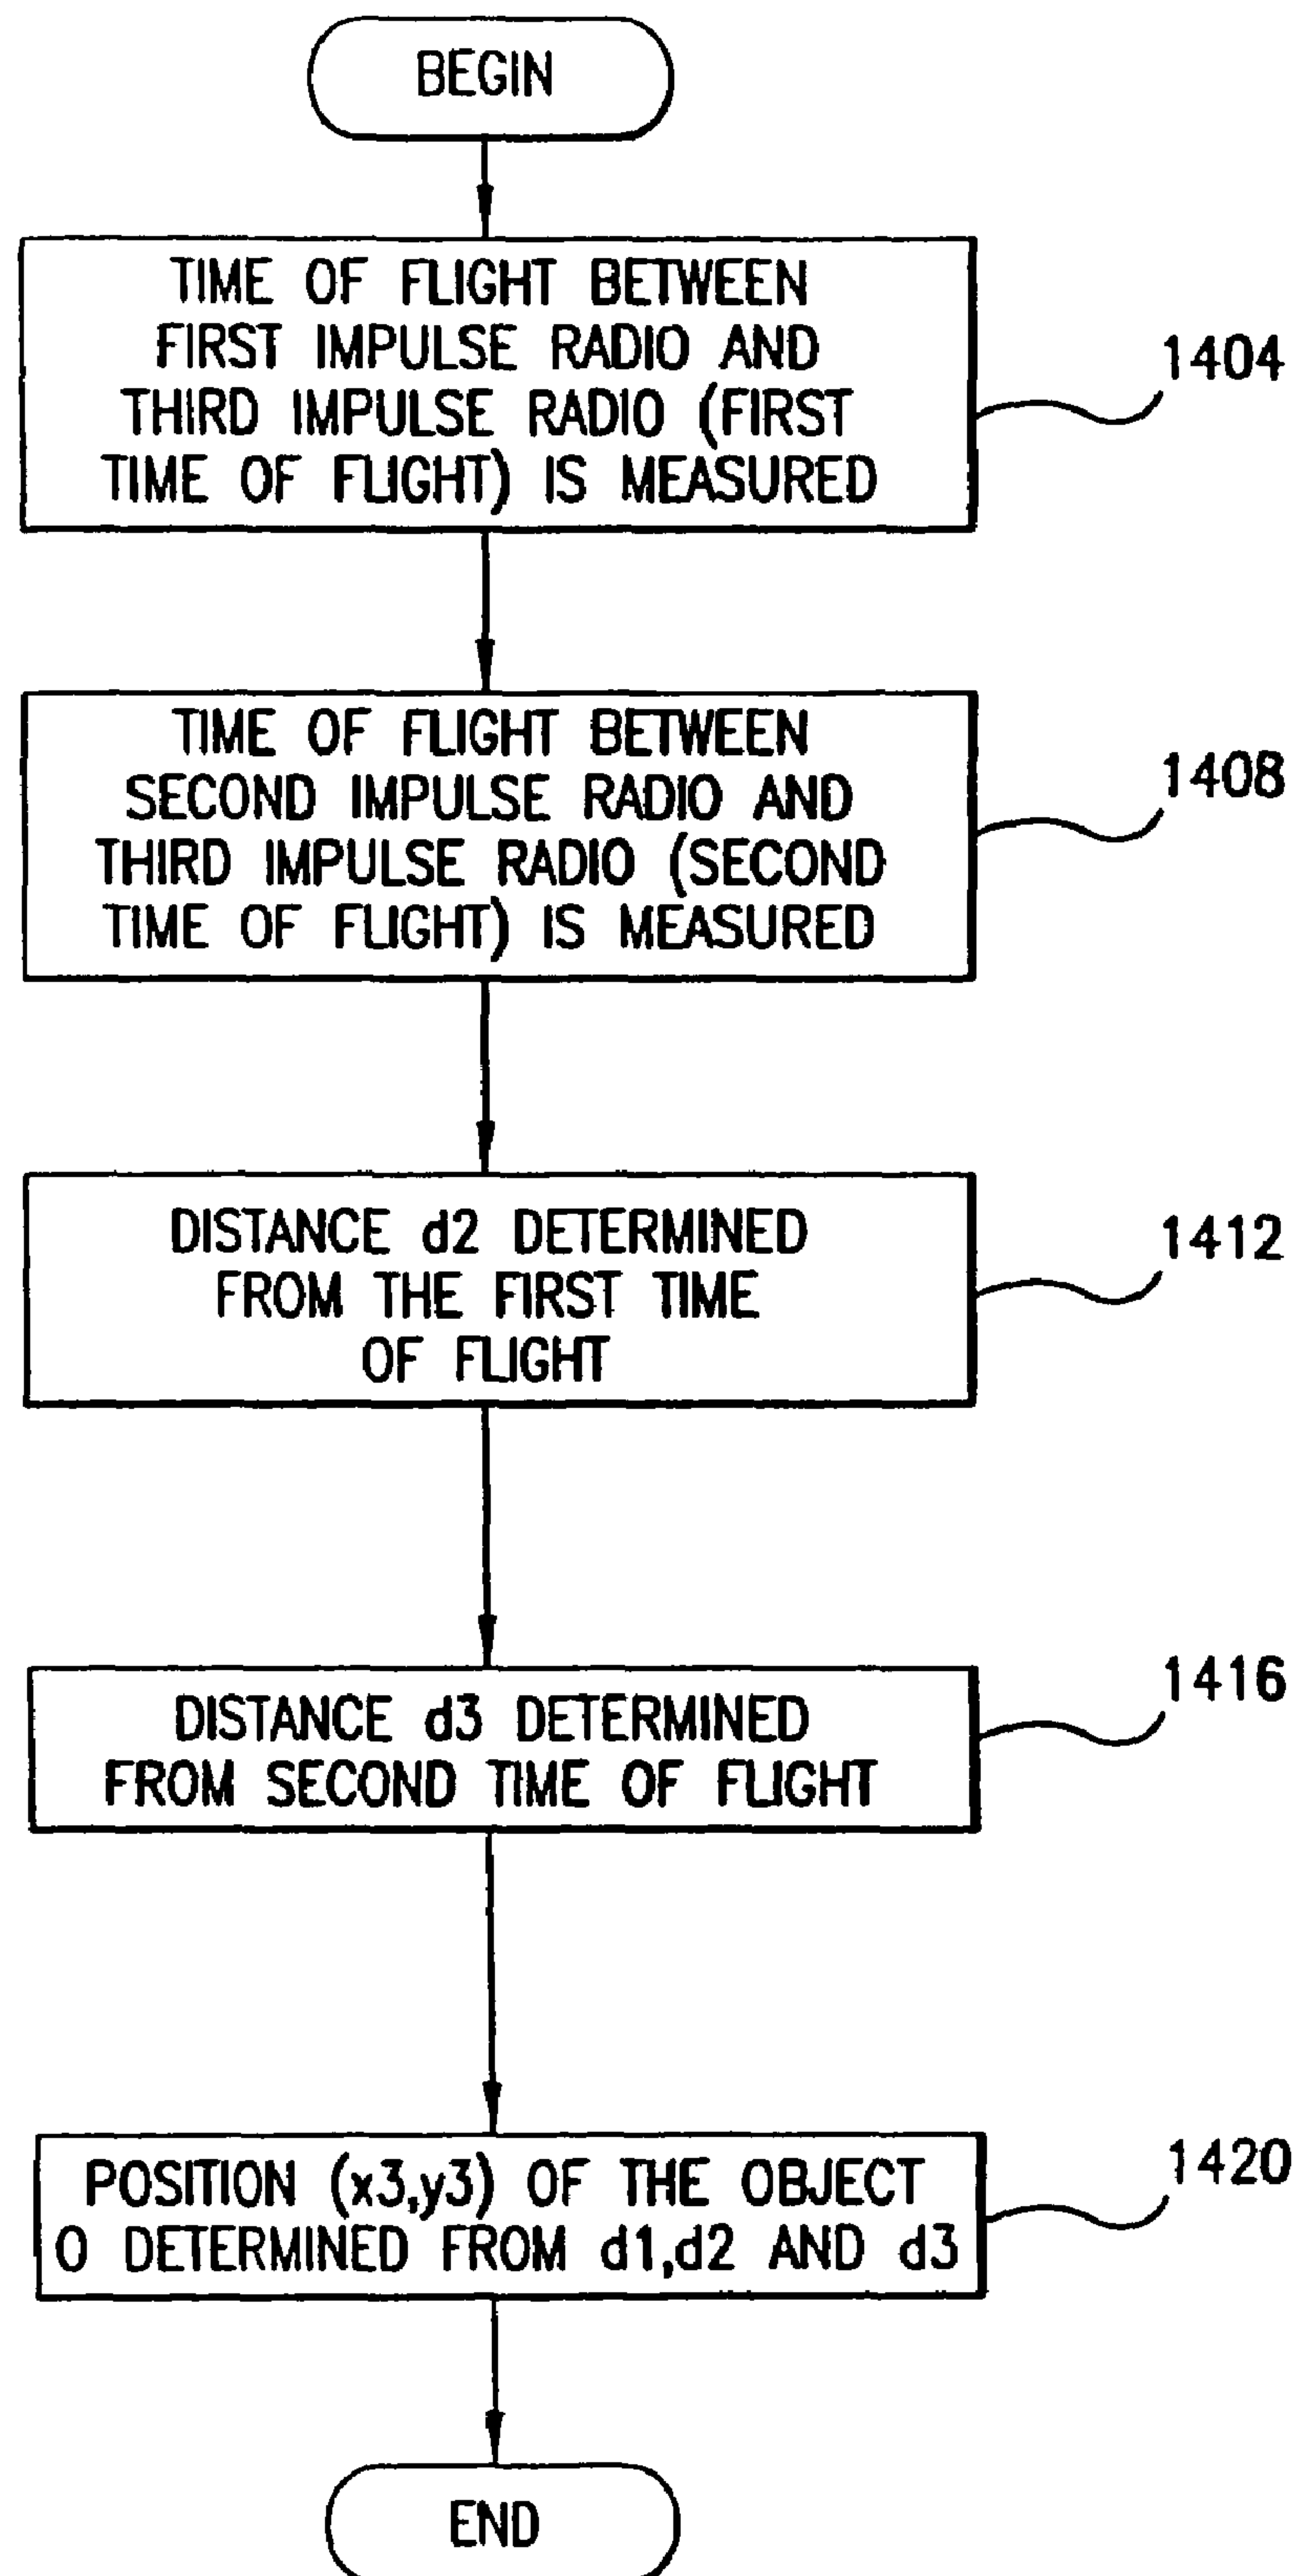 BEGIN
TIME OF FLIGHT BETWEEN
FIRST IMPULSE RADIO AND
THIRD IMPULSE RADIO (FIRST
TIME OF FLIGHT) IS MEASURED
1404
TIME OF FLIGHT BETWEEN
SECOND IMPULSE RADIO AND
THIRD IMPULSE RADIO (SECOND
TIME OF FLIGHT) IS MEASURED
1408
DISTANCE d2 DETERMINED
FROM THE FIRST TIME
OF FLIGHT
1412
DISTANCE d3 DETERMINED
FROM SECOND TIME OF FLIGHT
1416
POSITION (x3,y3) OF THE OBJECT
O DETERMINED FROM d1,d2 AND d3
1420
END